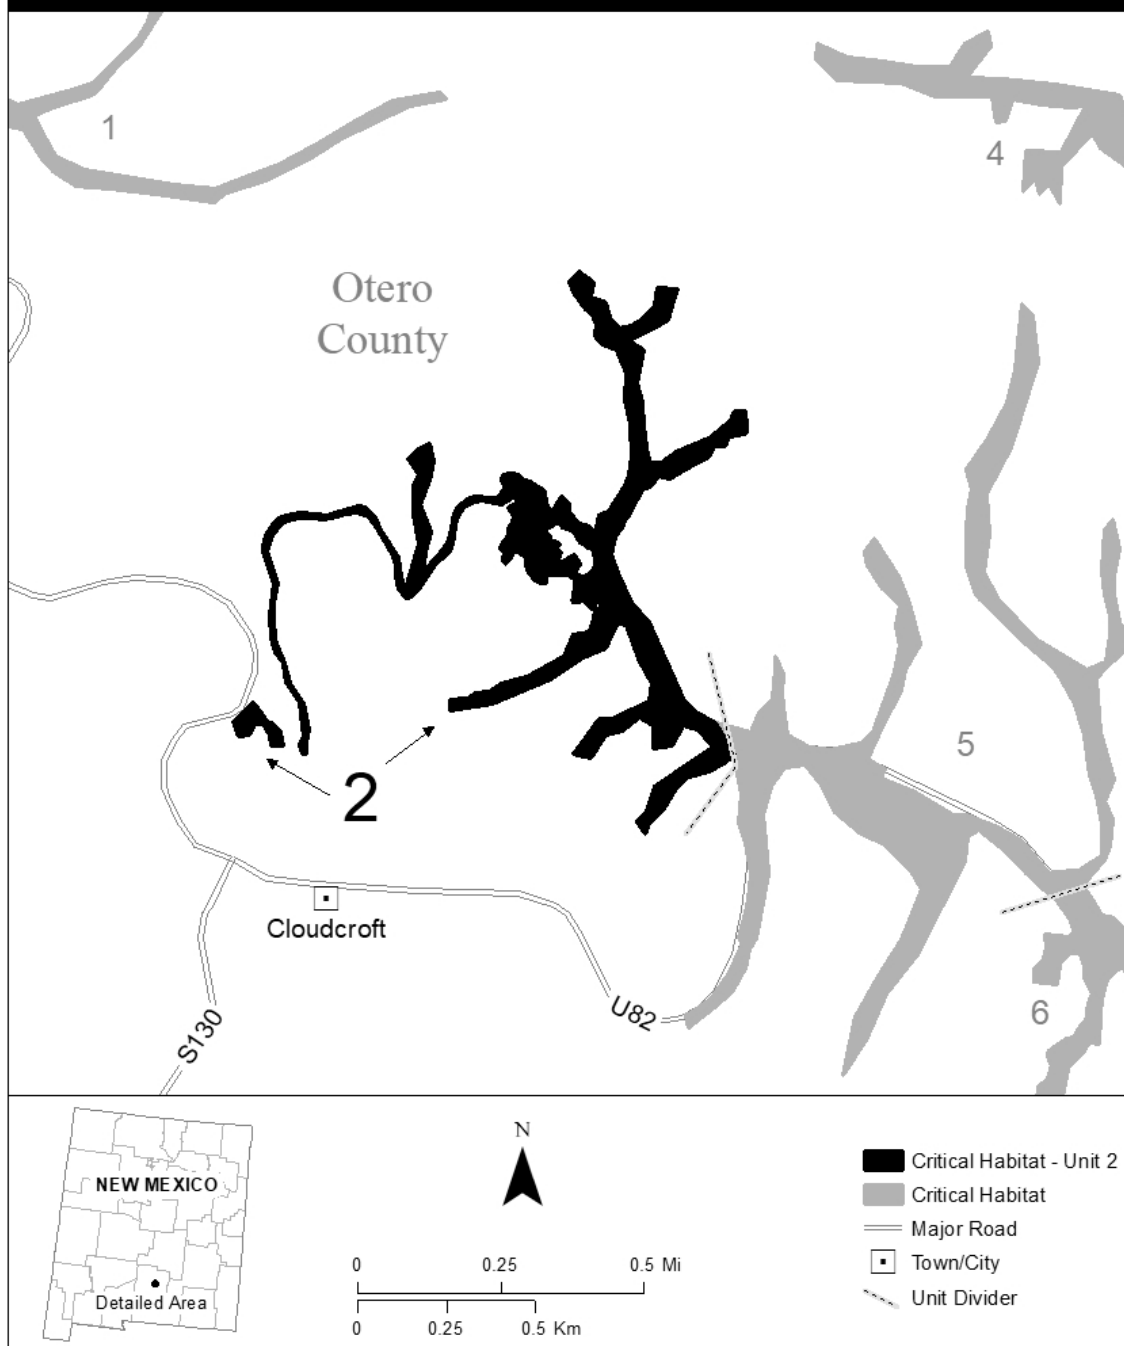 1
4
Otero
County
5
2
Cloudcroft
6
U82
S130
N
NEW MEXICO
Detailed Area
0 0.25 0.5 Mi
0 0.25 0.5 Km
Critical Habitat - Unit 2
Critical Habitat
Major Road
Town/City
Unit Divider